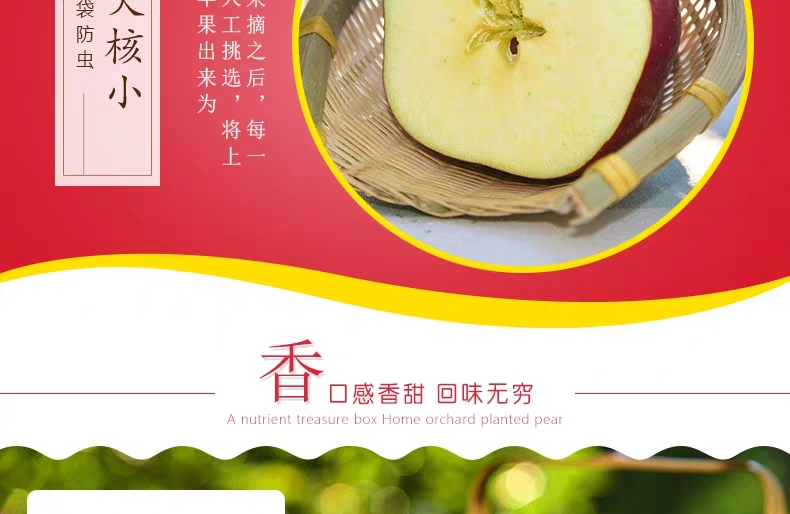 核小
袋防虫
摘之后，每一
工挑选，将上
果出来为
香
口感香甜 回味无穷
A nutrient treasure box Home orchard planted pear